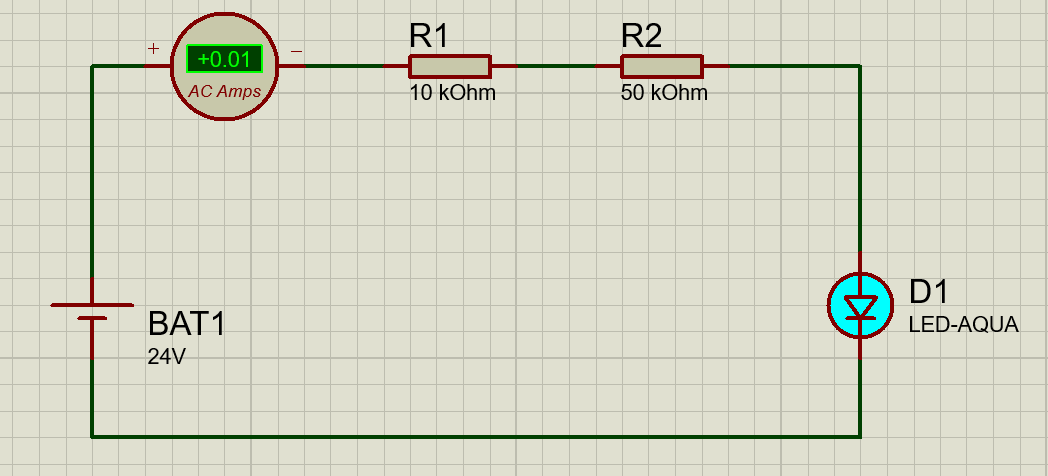 + −
+0.01
AC Amps
R1
10 kOhm
R2
50 kOhm
BAT1
24V
D1
LED-AQUA